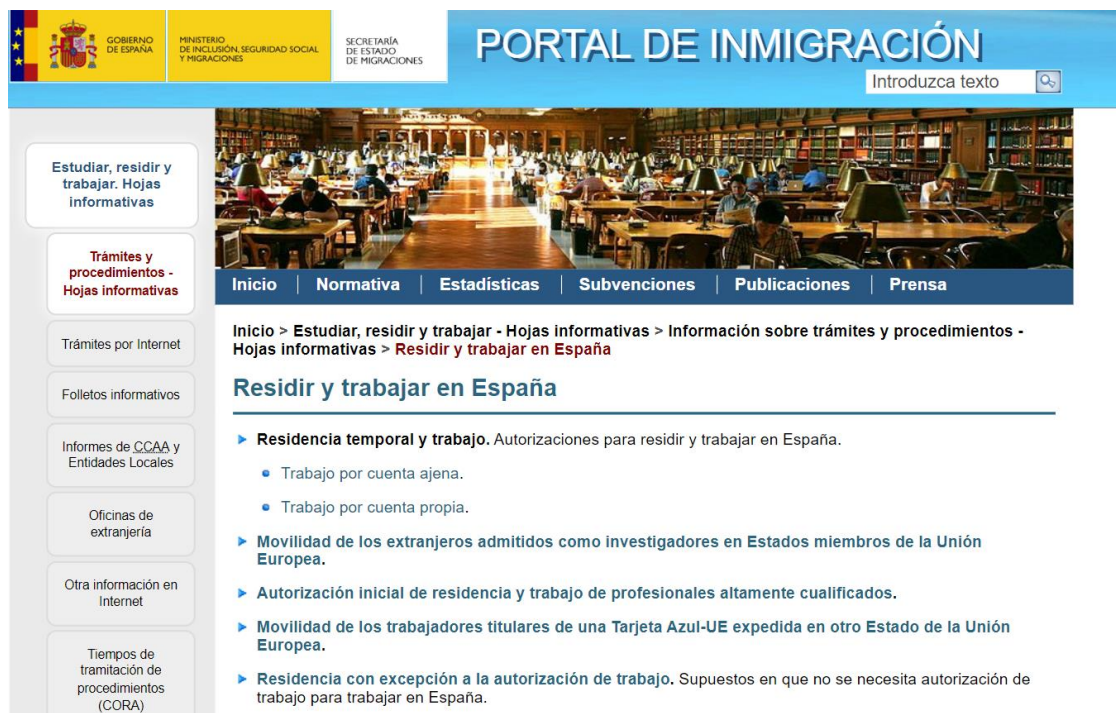 GOBIERNO
DE ESPAÑA
MINISTERIO
DE INCLUSIÓN, SEGURIDAD SOCIAL
Y MIGRACIONES
SECRETARÍA
DE ESTADO
DE MIGRACIONES
PORTAL DE INMIGRACIÓN
Introduzca texto
Estudiar, residir y
trabajar. Hojas
informativas
Trámites y
procedimientos -
Hojas informativas
Trámites por Internet
Folletos informativos
Informes de CCAA y
Entidades Locales
Oficinas de
extranjería
Otra información en
Internet
Tiempos de
tramitación de
procedimientos
(CORA)
Inicio | Normativa | Estadísticas | Subvenciones | Publicaciones | Prensa
Inicio > Estudiar, residir y trabajar - Hojas informativas > Información sobre trámites y procedimientos -
Hojas informativas > Residir y trabajar en España
Residir y trabajar en España
Residencia temporal y trabajo. Autorizaciones para residir y trabajar en España.
Trabajo por cuenta ajena.
Trabajo por cuenta propia.
Movilidad de los extranjeros admitidos como investigadores en Estados miembros de la Unión
Europea.
Autorización inicial de residencia y trabajo de profesionales altamente cualificados.
Movilidad de los trabajadores titulares de una Tarjeta Azul-UE expedida en otro Estado de la Unión
Europea.
Residencia con excepción a la autorización de trabajo. Supuestos en que no se necesita autorización de
trabajo para trabajar en España.